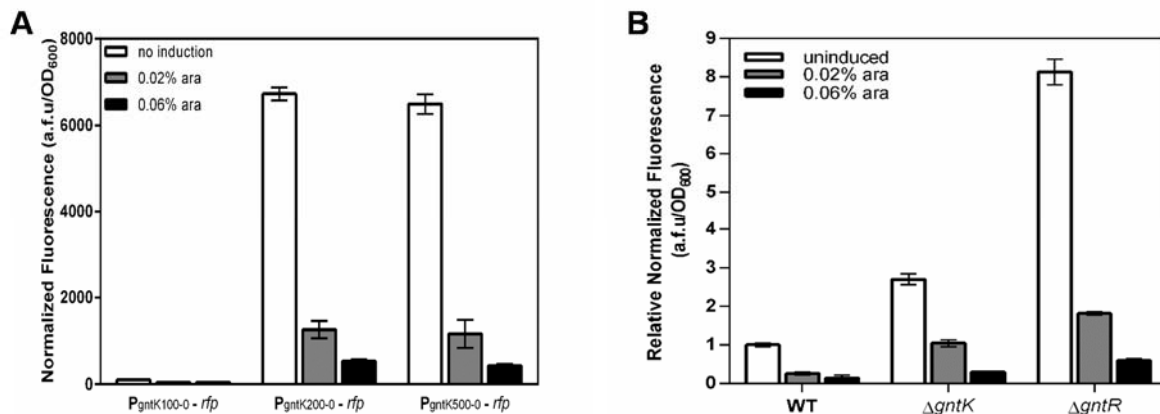 A
Normalized Fluorescence (a.f.u/OD600)
8000
6000
4000
2000
0
no induction
0.02% ara
0.06% ara
PgntK100-0 - rfp
PgntK200-0 - rfp
PgntK500-0 - rfp
B
Relative Normalized Fluorescence
(a.f.u/OD600)
9
8
7
6
5
4
3
2
1
0
uninduced
0.02% ara
0.06% ara
WT
ΔgntK
ΔgntR